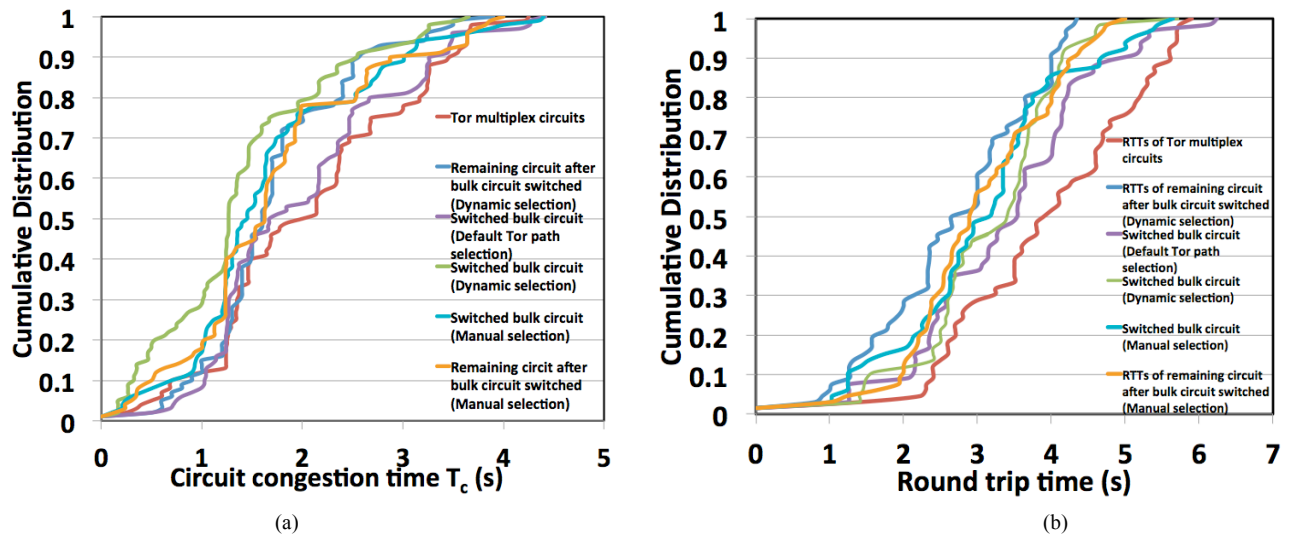 Cumulative Distribution
1
0.9
0.8
0.7
0.6
0.5
0.4
0.3
0.2
0.1
0
0
1
2
3
4
5
Circuit congestion time Tc (s)
Tor multiplex circuits
Remaining circuit after
bulk circuit switched
(Dynamic selection)
Switched bulk circuit
(Default Tor path
selection)
Switched bulk circuit
(Dynamic selection)
Switched bulk circuit
(Manual selection)
Remaining circit after
bulk circuit switched
(Manual selection)
(a)
Cumulative Distribution
1
0.9
0.8
0.7
0.6
0.5
0.4
0.3
0.2
0.1
0
0
1
2
3
4
5
6
7
Round trip time (s)
RTTs of Tor multiplex
circuits
RTTs of remaining circuit
after bulk circuit switched
(Dynamic selection)
Switched bulk circuit
(Default Tor path
selection)
Switched bulk circuit
(Dynamic selection)
Switched bulk circuit
(Manual selection)
RTTs of remaining circuit
after bulk circuit switched
(Manual selection)
(b)